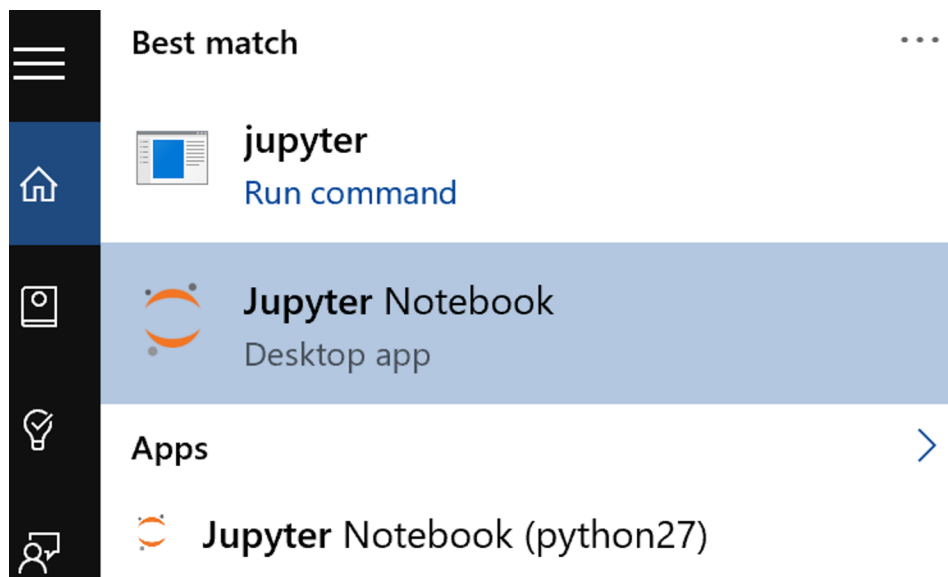 Best match
jupyter
Run command
Jupyter Notebook
Desktop app
Apps
Jupyter Notebook (python27)